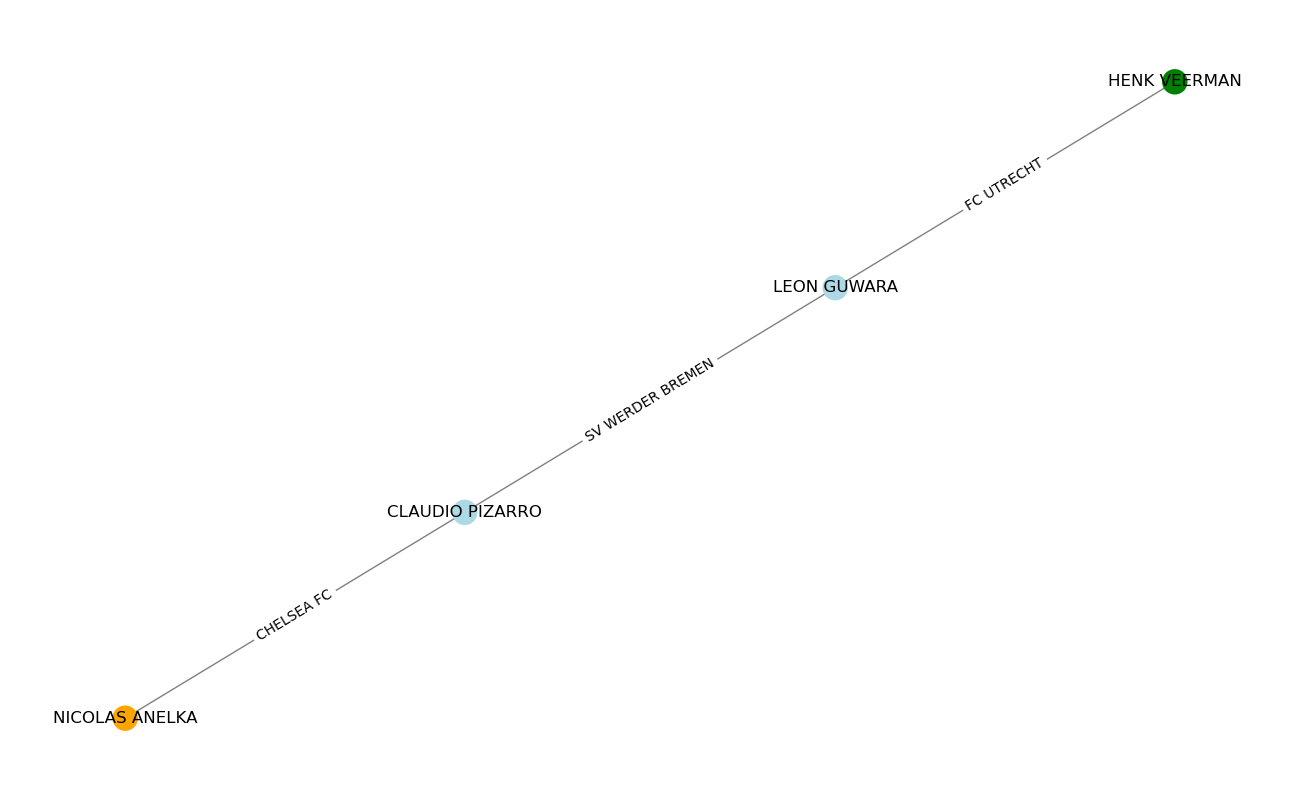 HENK VEERMAN
FC UTRECHT
LEON GUWARA
SV WERDER BREMEN
CLAUDIO PIZARRO
CHELSEA FC
NICOLAS ANELKA